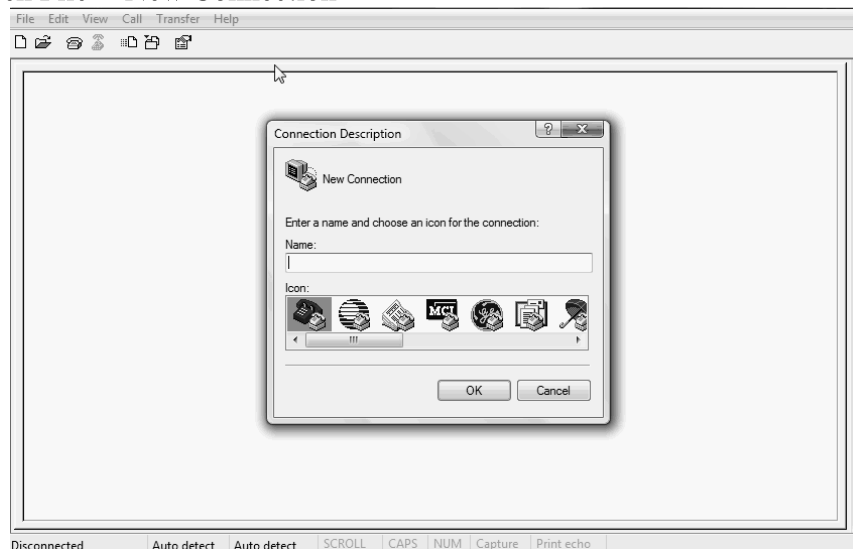 File Edit View Call Transfer Help
Connection Description
New Connection
Enter a name and choose an icon for the connection:
Name:
Icon:
MCI
OK Cancel
Disconnected Auto detect Auto detect SCROLL CAPS NUM Capture Print echo